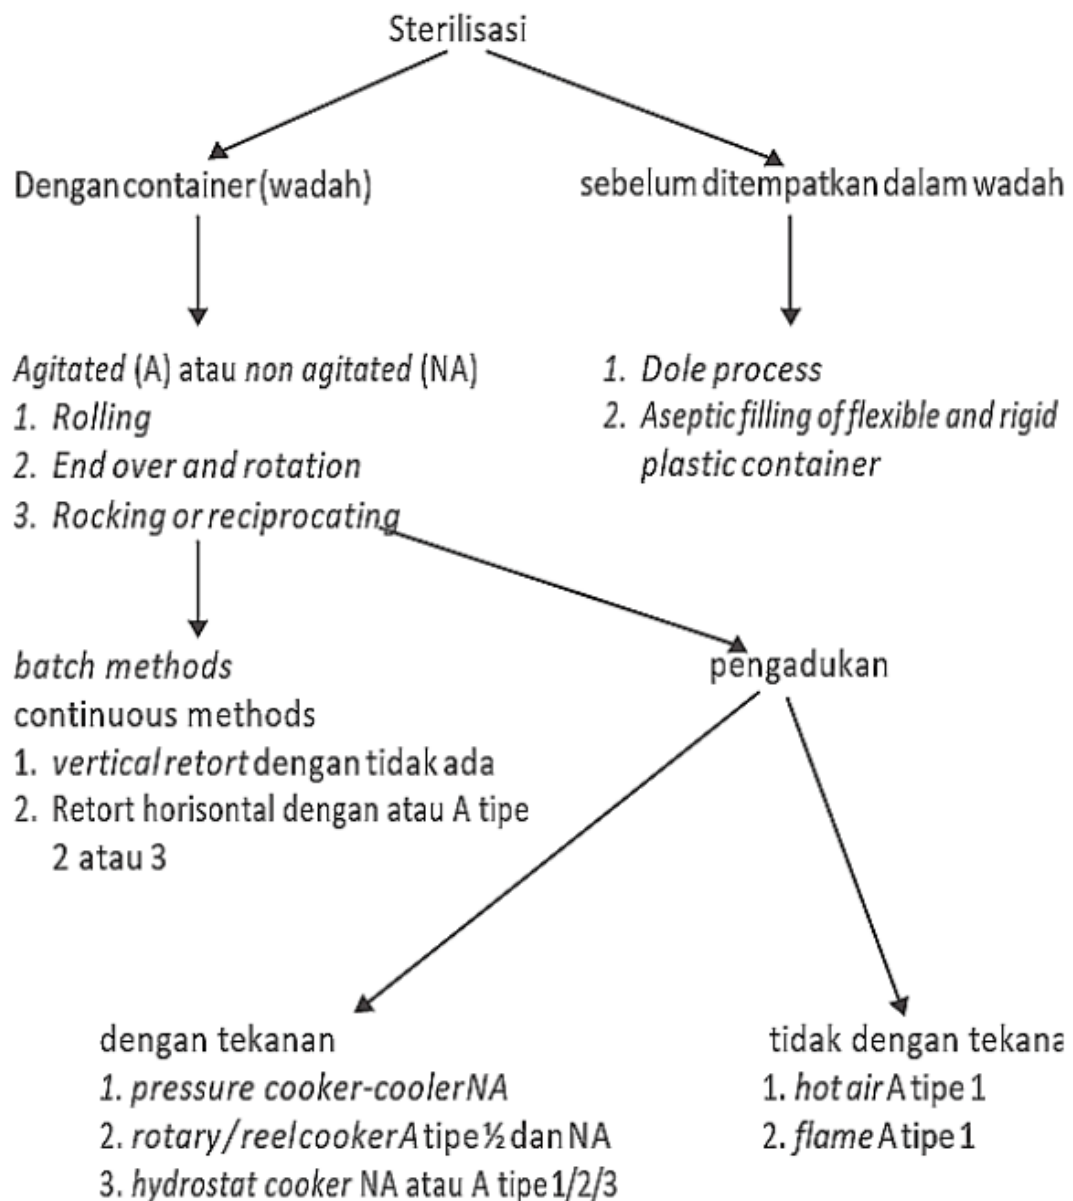 Sterilisasi
Dengan container (wadah)
sebelum ditempatkan dalam wadah
Agitated (A) atau non agitated (NA)
1. Rolling
2. End over and rotation
3. Rocking or reciprocating
1. Dole process
2. Aseptic filling of flexible and rigid
plastic container
batch methods
continuous methods
1. vertical retort dengan tidak ada
2. Retort horisontal dengan atau A tipe
2 atau 3
pengadukan
dengan tekanan
1. pressure cooker-cooler NA
2. rotary/reel cooker A tipe ½ dan NA
3. hydrostat cooker NA atau A tipe 1/2/3
tidak dengan tekana
1. hot air A tipe 1
2. flame A tipe 1